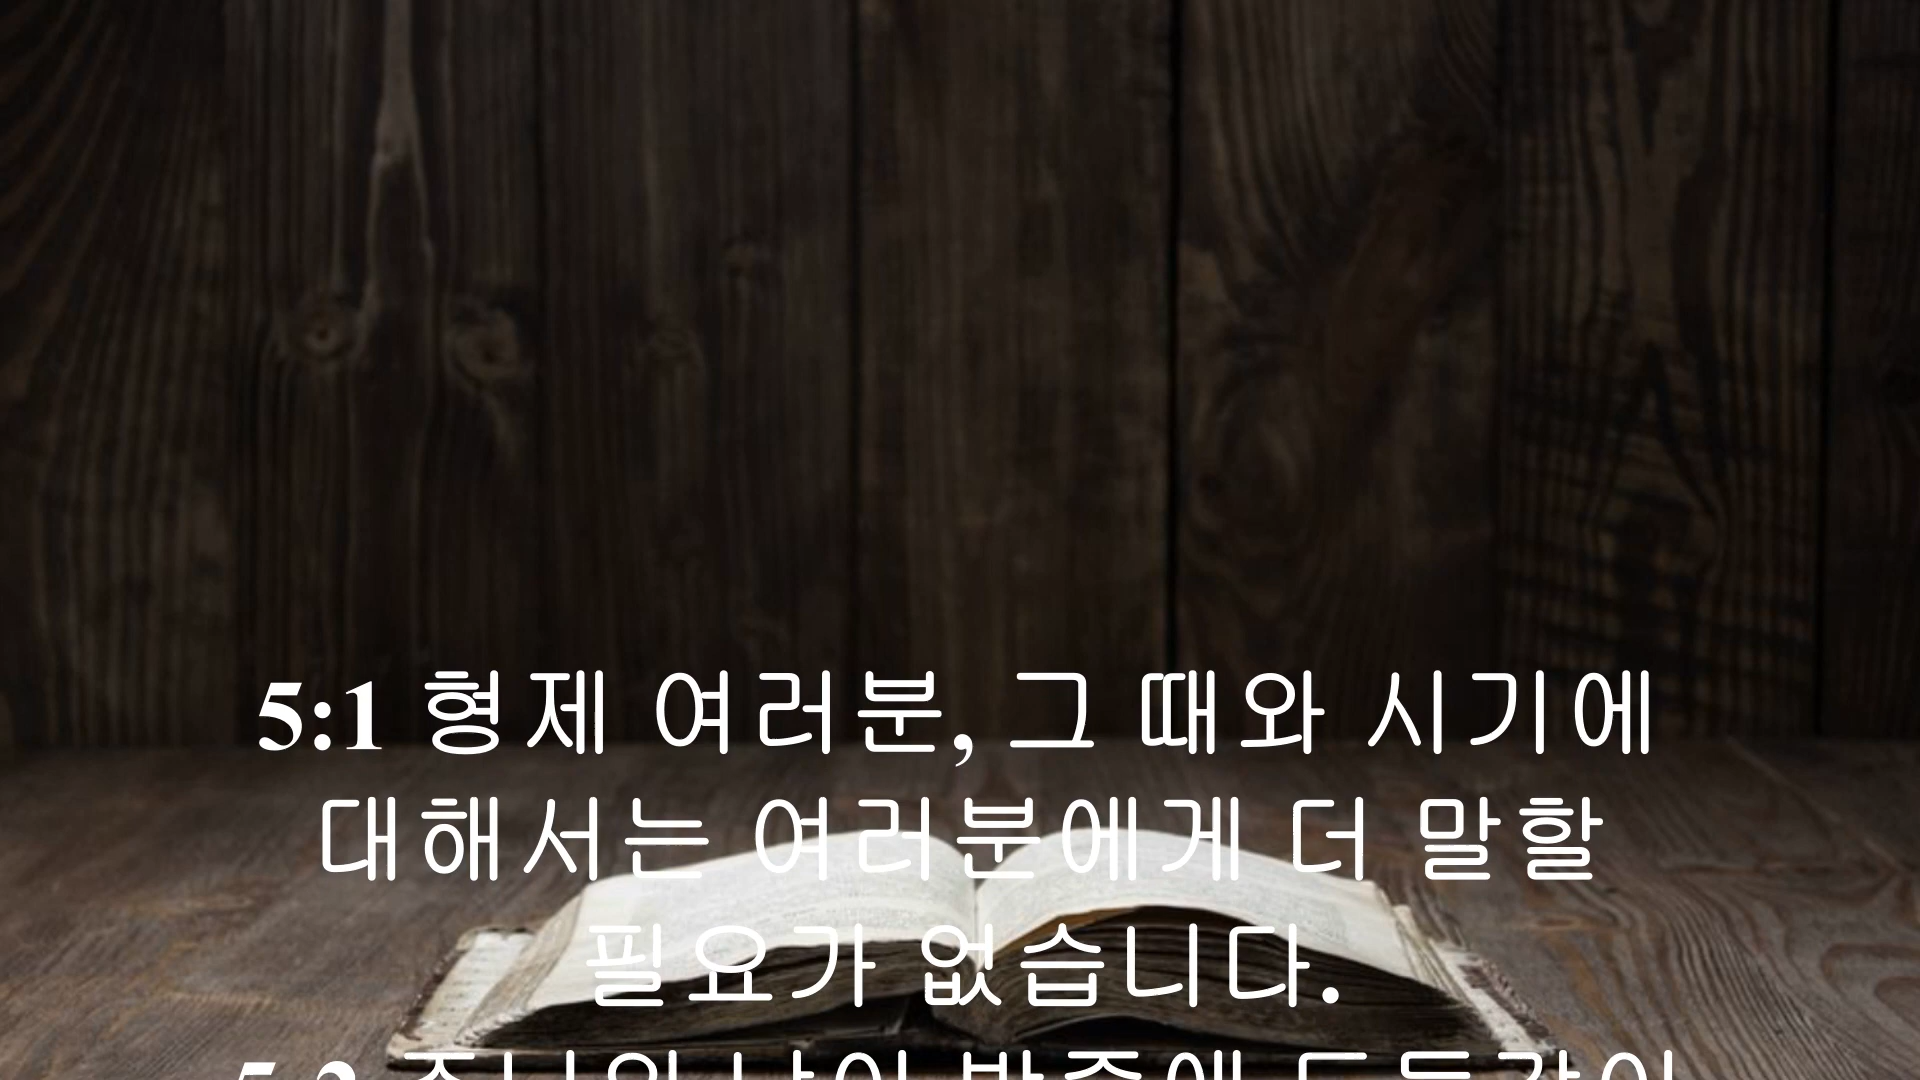 5:1 형제 여러분, 그 때와 시기에
대해서는 여러분에게 더 말할
필요가 없습니다.